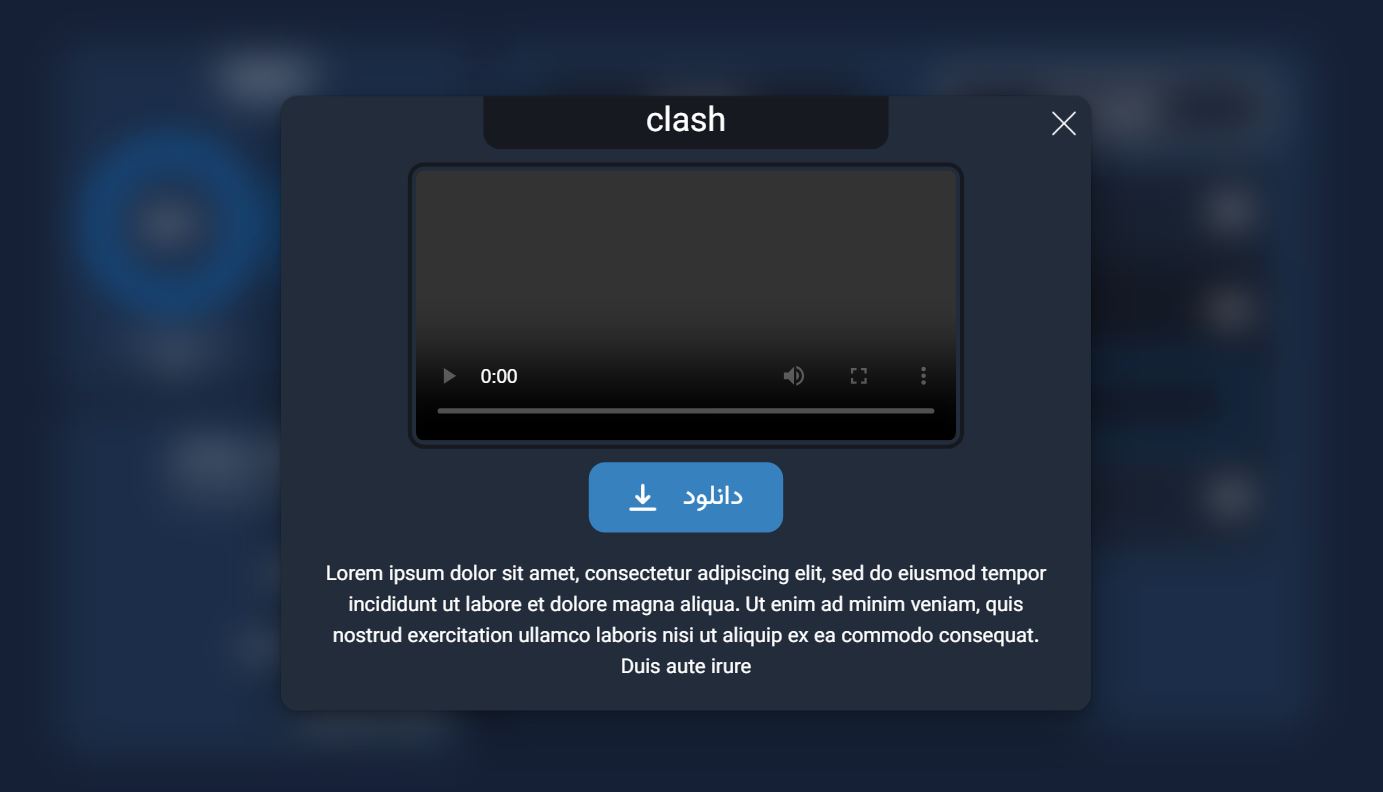 clash
0:00
دانلود
Lorem ipsum dolor sit amet, consectetur adipiscing elit, sed do eiusmod tempor
incididunt ut labore et dolore magna aliqua. Ut enim ad minim veniam, quis
nostrud exercitation ullamco laboris nisi ut aliquip ex ea commodo consequat.
Duis aute irure